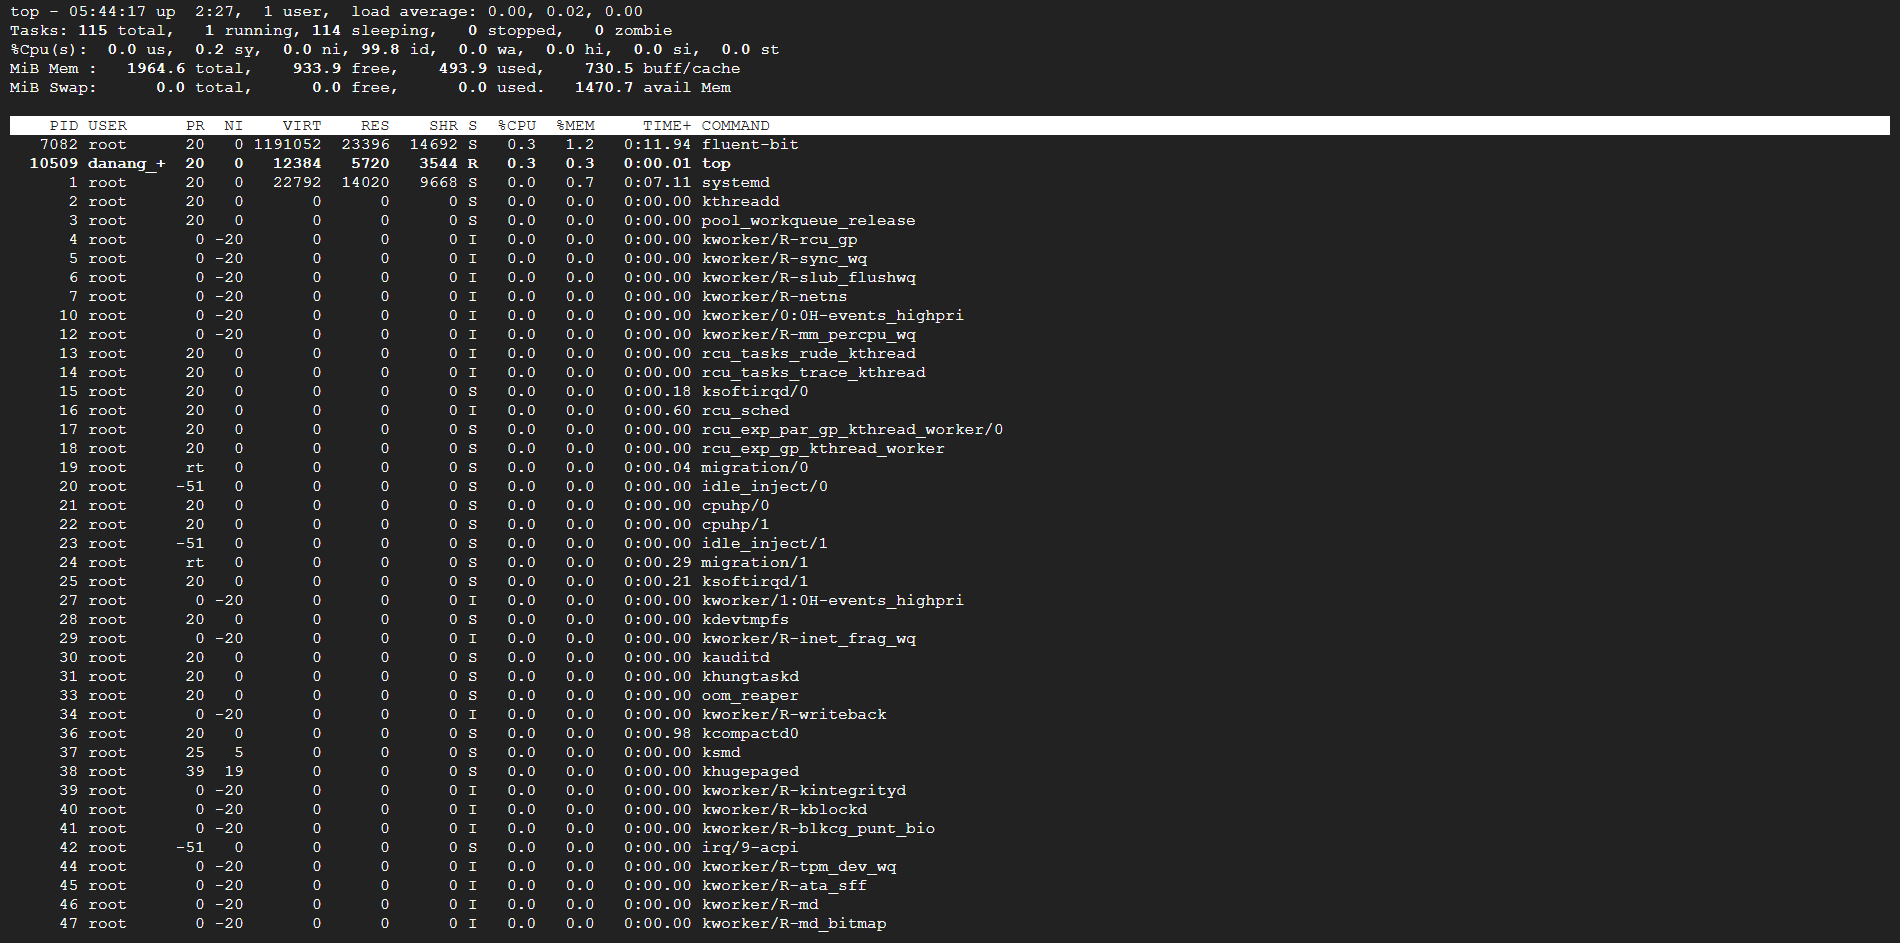 top - 05:44:17 up  2:27,  1 user,  load average: 0.00, 0.02, 0.00
Tasks: 115 total,   1 running, 114 sleeping,   0 stopped,   0 zombie
%Cpu(s):  0.0 us,  0.2 sy,  0.0 ni, 99.8 id,  0.0 wa,  0.0 hi,  0.0 si,  0.0 st
MiB Mem :   1964.6 total,    933.9 free,    493.9 used,    730.5 buff/cache
MiB Swap:      0.0 total,      0.0 free,      0.0 used.   1470.7 avail Mem
PID USER      PR  NI    VIRT    RES    SHR S  %CPU  %MEM     TIME+ COMMAND
7082 root      20   0 1191052  23396  14692 S   0.3   1.2   0:11.94 fluent-bit
10509 danang_+  20   0   12384   5720   3544 R   0.3   0.3   0:00.01 top
1 root      20   0   22792  14020   9668 S   0.0   0.7   0:07.11 systemd
2 root      20   0       0      0      0 S   0.0   0.0   0:00.00 kthreadd
3 root      20   0       0      0      0 S   0.0   0.0   0:00.00 pool_workqueue_release
4 root       0 -20       0      0      0 I   0.0   0.0   0:00.00 kworker/R-rcu_gp
5 root       0 -20       0      0      0 I   0.0   0.0   0:00.00 kworker/R-sync_wq
6 root       0 -20       0      0      0 I   0.0   0.0   0:00.00 kworker/R-slub_flushwq
7 root       0 -20       0      0      0 I   0.0   0.0   0:00.00 kworker/R-netns
10 root       0 -20       0      0      0 I   0.0   0.0   0:00.00 kworker/0:0H-events_highpri
12 root       0 -20       0      0      0 I   0.0   0.0   0:00.00 kworker/R-mm_percpu_wq
13 root      20   0       0      0      0 I   0.0   0.0   0:00.00 rcu_tasks_rude_kthread
14 root      20   0       0      0      0 I   0.0   0.0   0:00.00 rcu_tasks_trace_kthread
15 root      20   0       0      0      0 S   0.0   0.0   0:00.18 ksoftirqd/0
16 root      20   0       0      0      0 I   0.0   0.0   0:00.60 rcu_sched
17 root      20   0       0      0      0 S   0.0   0.0   0:00.00 rcu_exp_par_gp_kthread_worker/0
18 root      20   0       0      0      0 S   0.0   0.0   0:00.00 rcu_exp_gp_kthread_worker
19 root      rt   0       0      0      0 S   0.0   0.0   0:00.04 migration/0
20 root     -51   0       0      0      0 S   0.0   0.0   0:00.00 idle_inject/0
21 root      20   0       0      0      0 S   0.0   0.0   0:00.00 cpuhp/0
22 root      20   0       0      0      0 S   0.0   0.0   0:00.00 cpuhp/1
23 root     -51   0       0      0      0 S   0.0   0.0   0:00.00 idle_inject/1
24 root      rt   0       0      0      0 S   0.0   0.0   0:00.29 migration/1
25 root      20   0       0      0      0 S   0.0   0.0   0:00.21 ksoftirqd/1
27 root       0 -20       0      0      0 I   0.0   0.0   0:00.00 kworker/1:0H-events_highpri
28 root      20   0       0      0      0 S   0.0   0.0   0:00.00 kdevtmpfs
29 root       0 -20       0      0      0 I   0.0   0.0   0:00.00 kworker/R-inet_frag_wq
30 root      20   0       0      0      0 S   0.0   0.0   0:00.00 kauditd
31 root      20   0       0      0      0 S   0.0   0.0   0:00.00 khungtaskd
33 root      20   0       0      0      0 S   0.0   0.0   0:00.00 oom_reaper
34 root       0 -20       0      0      0 I   0.0   0.0   0:00.00 kworker/R-writeback
36 root      20   0       0      0      0 S   0.0   0.0   0:00.98 kcompactd0
37 root      25   5       0      0      0 S   0.0   0.0   0:00.00 ksmd
38 root      39  19       0      0      0 S   0.0   0.0   0:00.00 khugepaged
39 root       0 -20       0      0      0 I   0.0   0.0   0:00.00 kworker/R-kintegrityd
40 root       0 -20       0      0      0 I   0.0   0.0   0:00.00 kworker/R-kblockd
41 root       0 -20       0      0      0 I   0.0   0.0   0:00.00 kworker/R-blkcg_punt_bio
42 root     -51   0       0      0      0 S   0.0   0.0   0:00.00 irq/9-acpi
44 root       0 -20       0      0      0 I   0.0   0.0   0:00.00 kworker/R-tpm_dev_wq
45 root       0 -20       0      0      0 I   0.0   0.0   0:00.00 kworker/R-ata_sff
46 root       0 -20       0      0      0 I   0.0   0.0   0:00.00 kworker/R-md
47 root       0 -20       0      0      0 I   0.0   0.0   0:00.00 kworker/R-md_bitmap